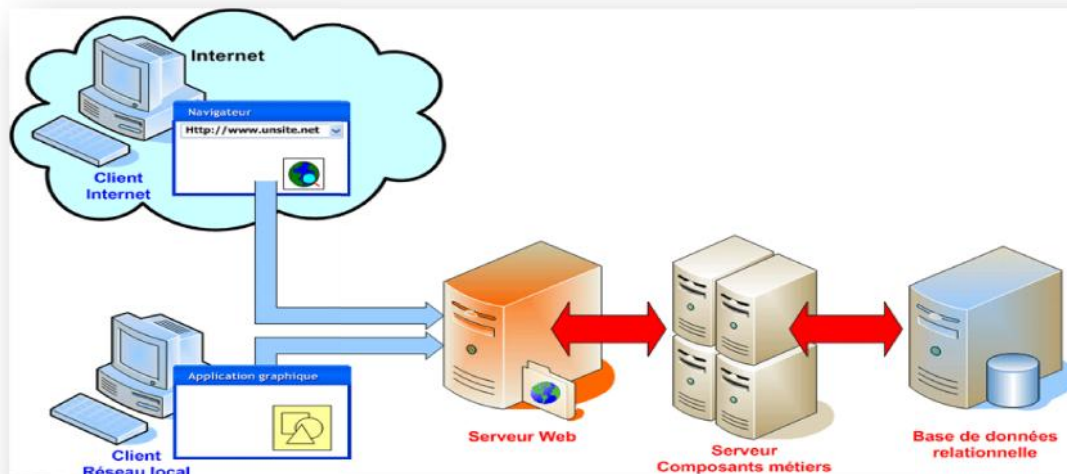 Internet
Navigateur
Http://www.unsite.net
Client
Internet
Application graphique
Client
Réseau local
Serveur Web
Serveur
Composants métiers
Base de données
relationnelle